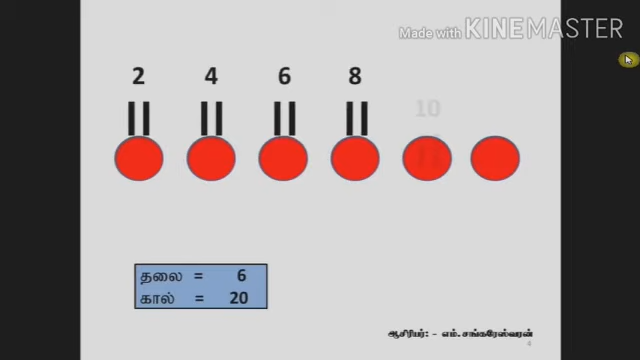 Made with KINEMASTER
2 4 6 8 10
தலை = 6
கால் = 20
ஆசிரியர்: - எம். சங்கரேஸ்வரன்
4